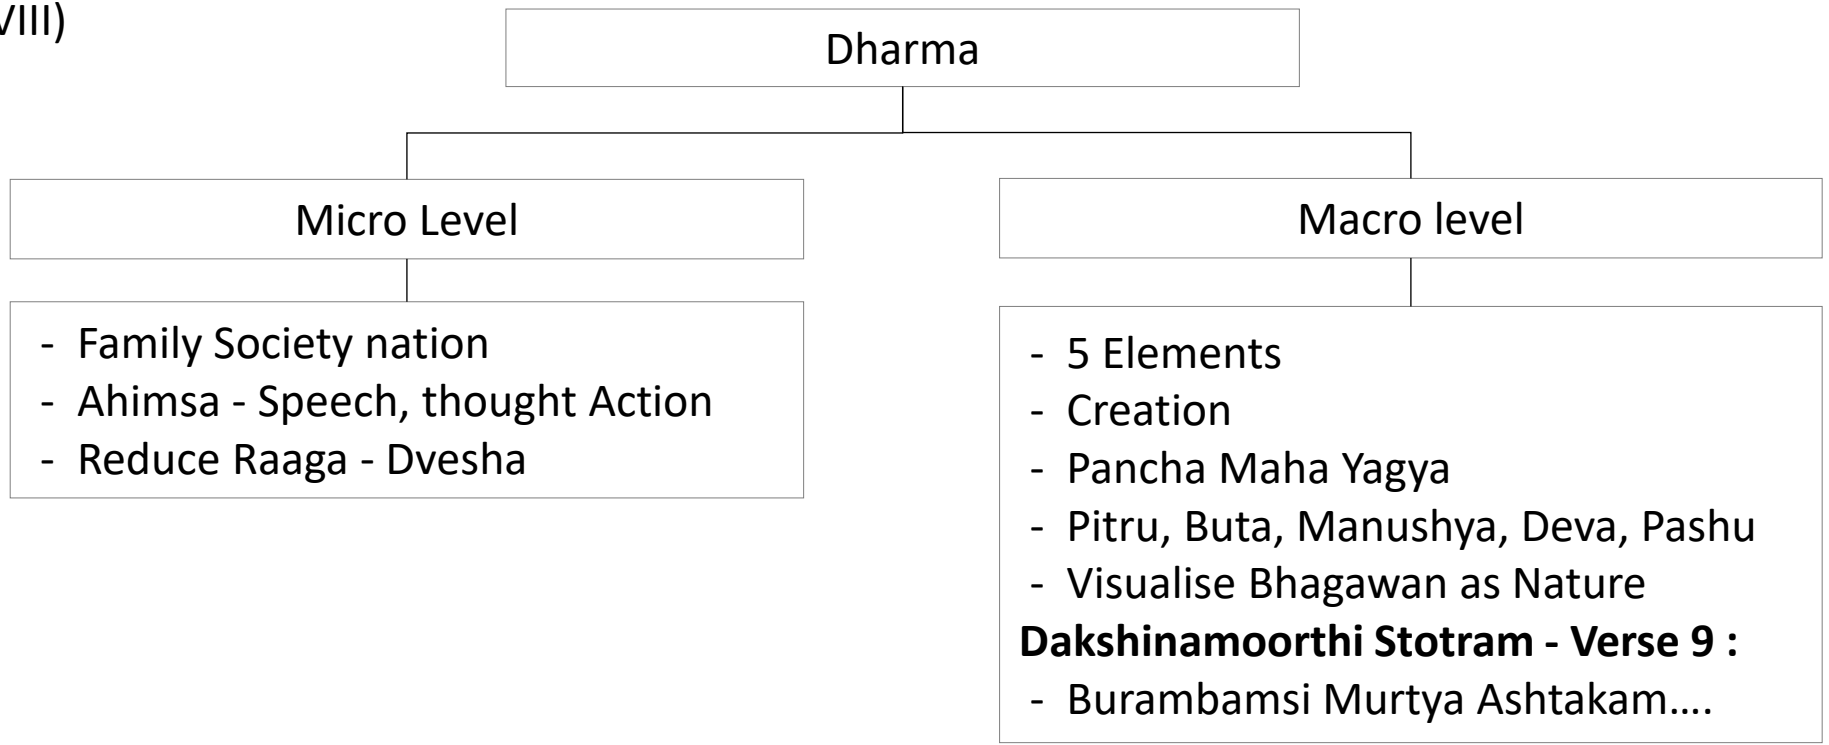 VIII)
Dharma
Micro Level
- Family Society nation
- Ahimsa - Speech, thought Action
- Reduce Raaga - Dvesha
Macro level
- 5 Elements
- Creation
- Pancha Maha Yagya
- Pitru, Buta, Manushya, Deva, Pashu
- Visualise Bhagawan as Nature
Dakshinamoorthi Stotram - Verse 9 :
- Burambamsi Murtya Ashtakam....